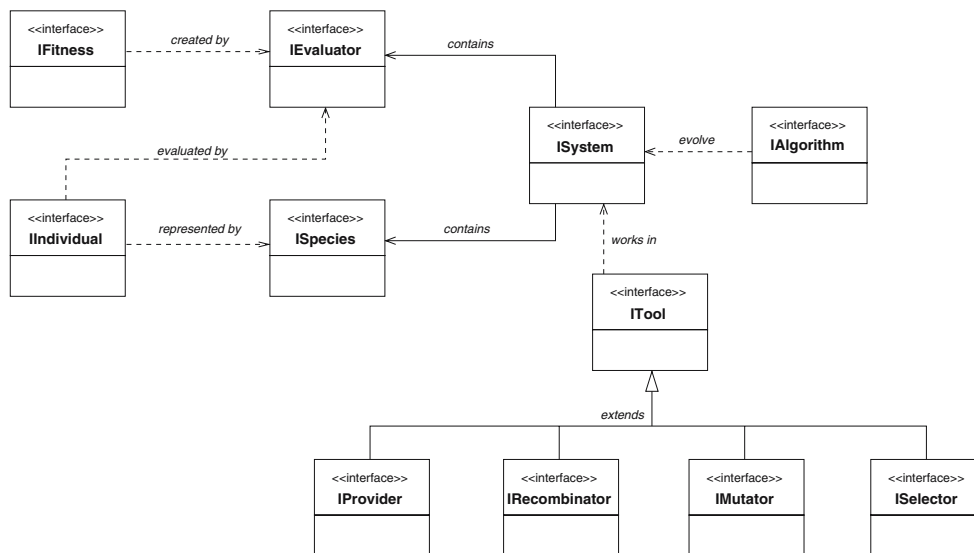 <<interface>>
IFitness
created by
<<interface>>
IEvaluator
contains
evaluated by
<<interface>>
ISystem
evolve
<<interface>>
IAlgorithm
<<interface>>
IIndividual
represented by
<<interface>>
ISpecies
contains
works in
<<interface>>
ITool
extends
<<interface>>
IProvider
<<interface>>
IRecombinator
<<interface>>
IMutator
<<interface>>
ISelector